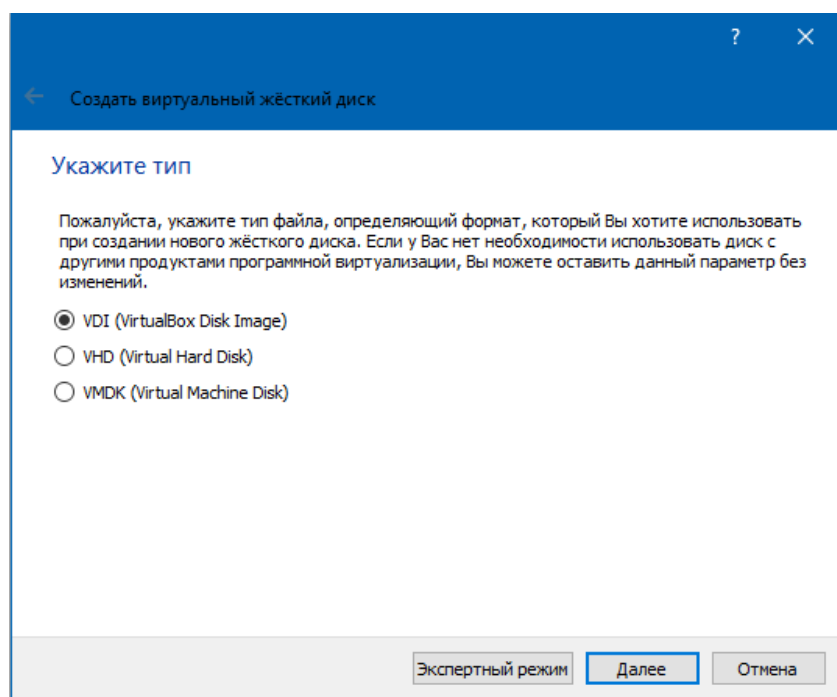 ?
Создать виртуальный жёсткий диск
Укажите тип
Пожалуйста, укажите тип файла, определяющий формат, который Вы хотите использовать
при создании нового жёсткого диска. Если у Вас нет необходимости использовать диск с
другими продуктами программной виртуализации, Вы можете оставить данный параметр без
изменений.
VDI (VirtualBox Disk Image)
VHD (Virtual Hard Disk)
VMDK (Virtual Machine Disk)
Экспертный режим Далее Отмена